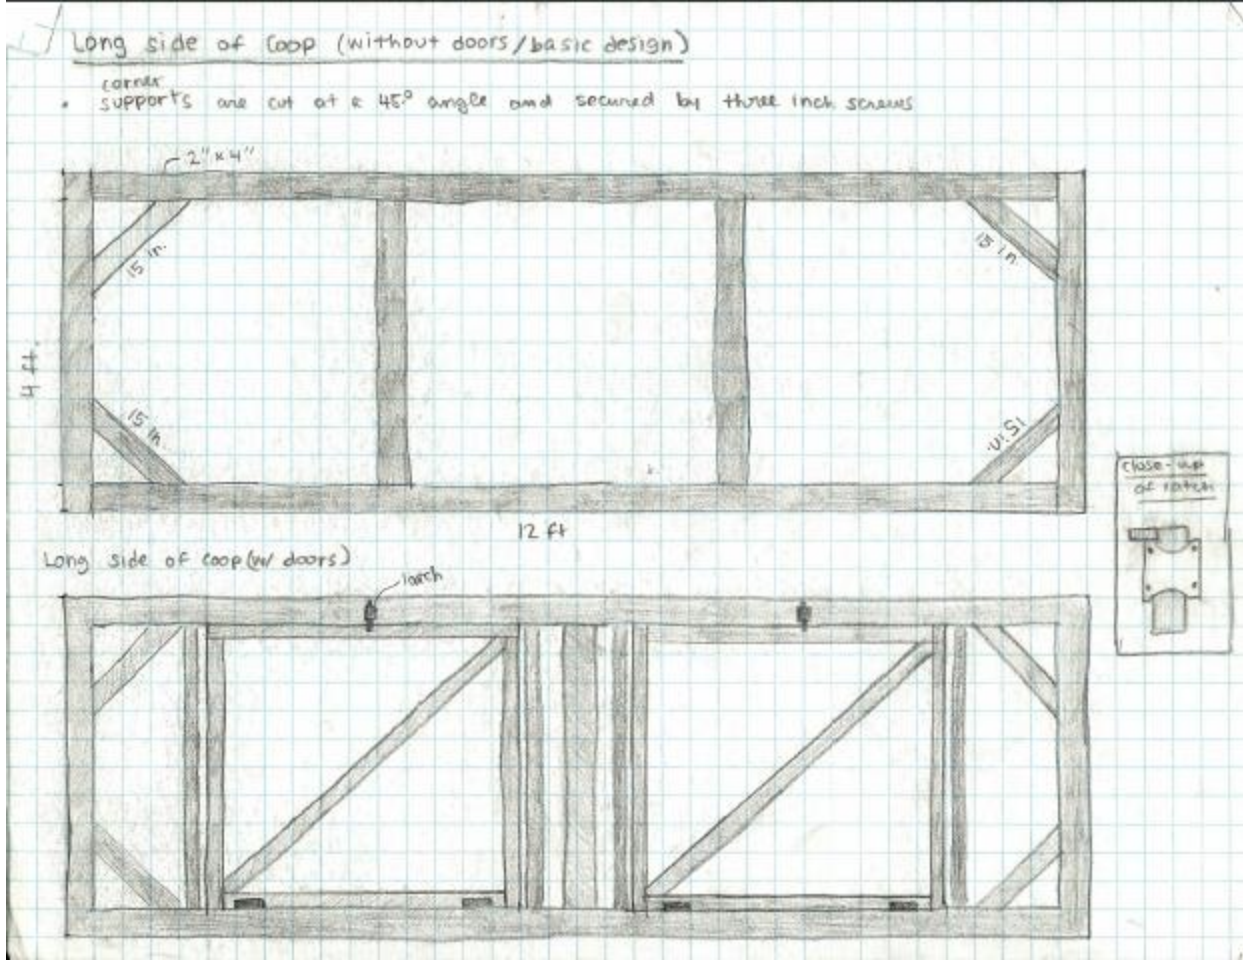 Long side of Coop (without doors/basic design)
corner
• supports are cut at a 45° angle and secured by three inch screws
2" x 4"
15 in.
15 in.
4 ft.
15 in.
15 in.
close-up
of latch
12 ft
Long side of coop (w/ doors)
latch